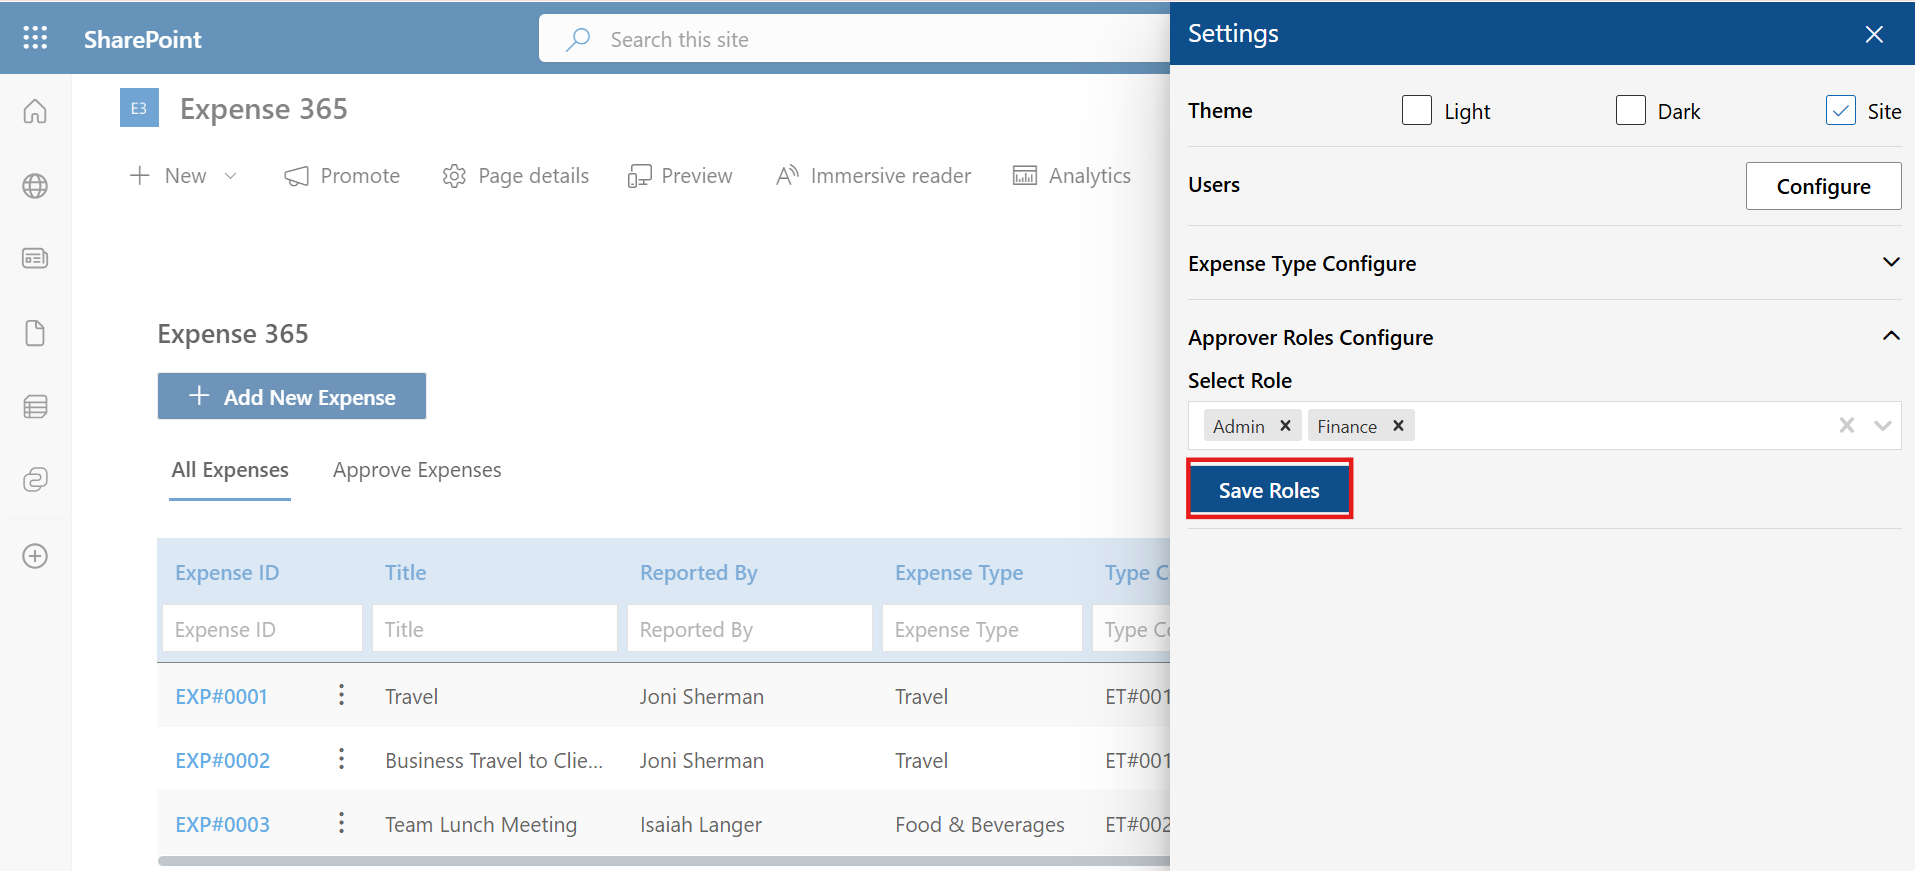 SharePoint
Search this site
E3
Expense 365
New
Promote
Page details
Preview
Immersive reader
Analytics
Expense 365
Add New Expense
All Expenses
Approve Expenses
Expense ID Title Reported By Expense Type Type C
Expense ID Title Reported By Expense Type Type Co
EXP#0001 Travel Joni Sherman Travel ET#001
EXP#0002 Business Travel to Clie... Joni Sherman Travel ET#001
EXP#0003 Team Lunch Meeting Isaiah Langer Food & Beverages ET#002
Settings
Theme Light Dark Site
Users Configure
Expense Type Configure
Approver Roles Configure
Select Role
Admin Finance
Save Roles